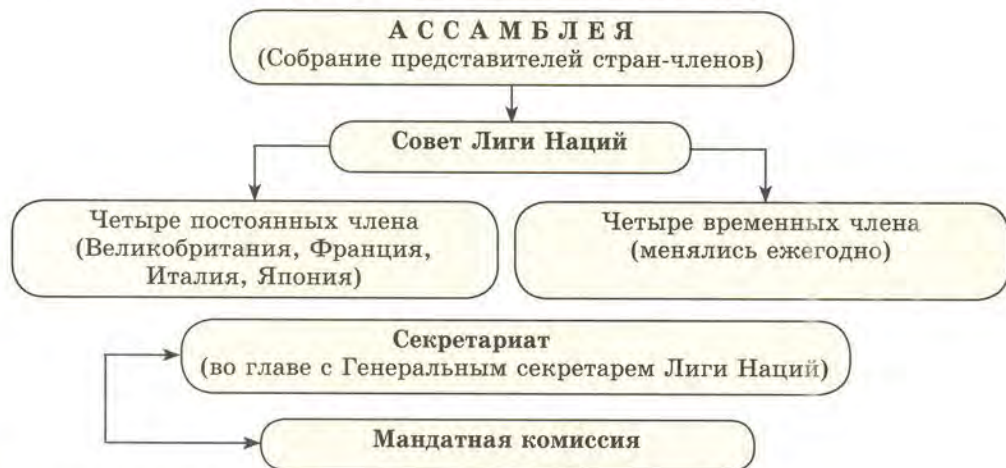 АССАМБЛЕЯ
(Собрание представителей стран-членов)
Совет Лиги Наций
Четыре постоянных члена
(Великобритания, Франция,
Италия, Япония)
Четыре временных члена
(менялись ежегодно)
Секретариат
(во главе с Генеральным секретарем Лиги Наций)
Мандатная комиссия